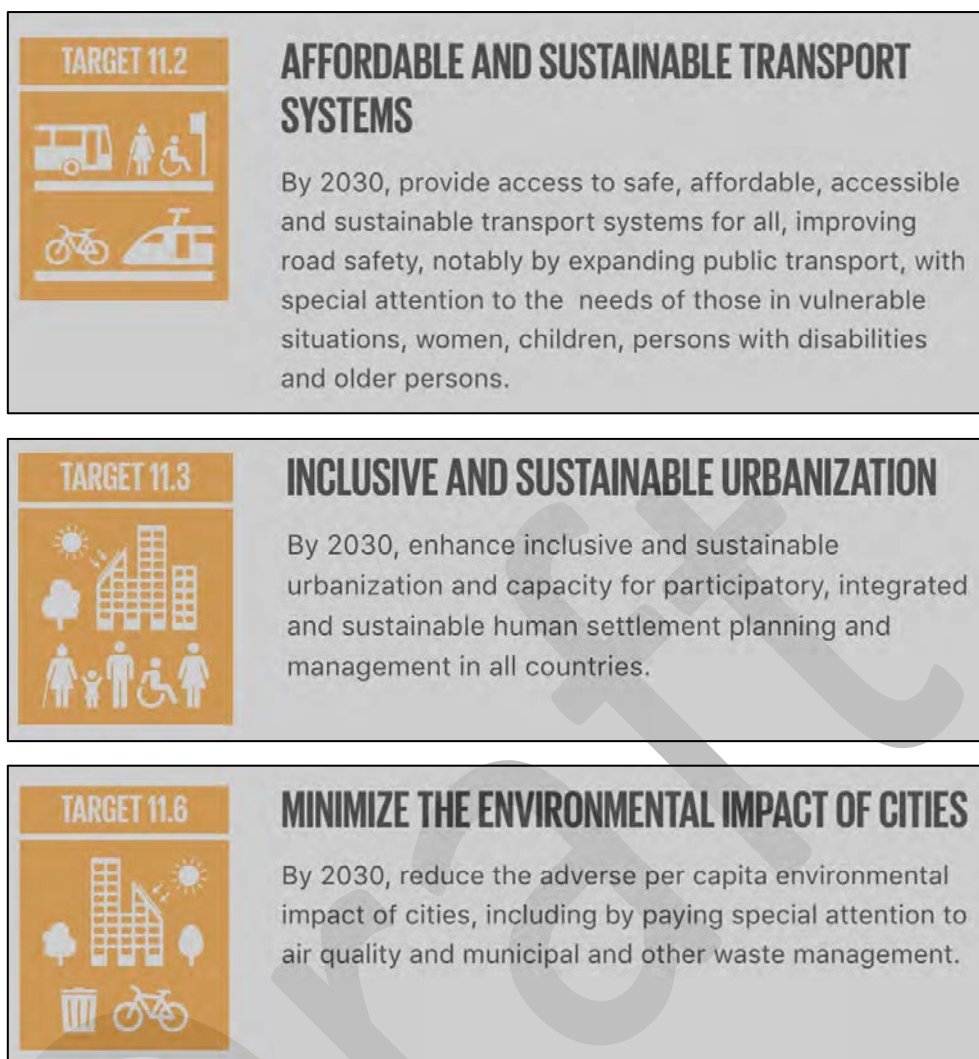 TARGET 11.2
AFFORDABLE AND SUSTAINABLE TRANSPORT
SYSTEMS
By 2030, provide access to safe, affordable, accessible
and sustainable transport systems for all, improving
road safety, notably by expanding public transport, with
special attention to the needs of those in vulnerable
situations, women, children, persons with disabilities
and older persons.
TARGET 11.3
INCLUSIVE AND SUSTAINABLE URBANIZATION
By 2030, enhance inclusive and sustainable
urbanization and capacity for participatory, integrated
and sustainable human settlement planning and
management in all countries.
TARGET 11.6
MINIMIZE THE ENVIRONMENTAL IMPACT OF CITIES
By 2030, reduce the adverse per capita environmental
impact of cities, including by paying special attention to
air quality and municipal and other waste management.
Draft